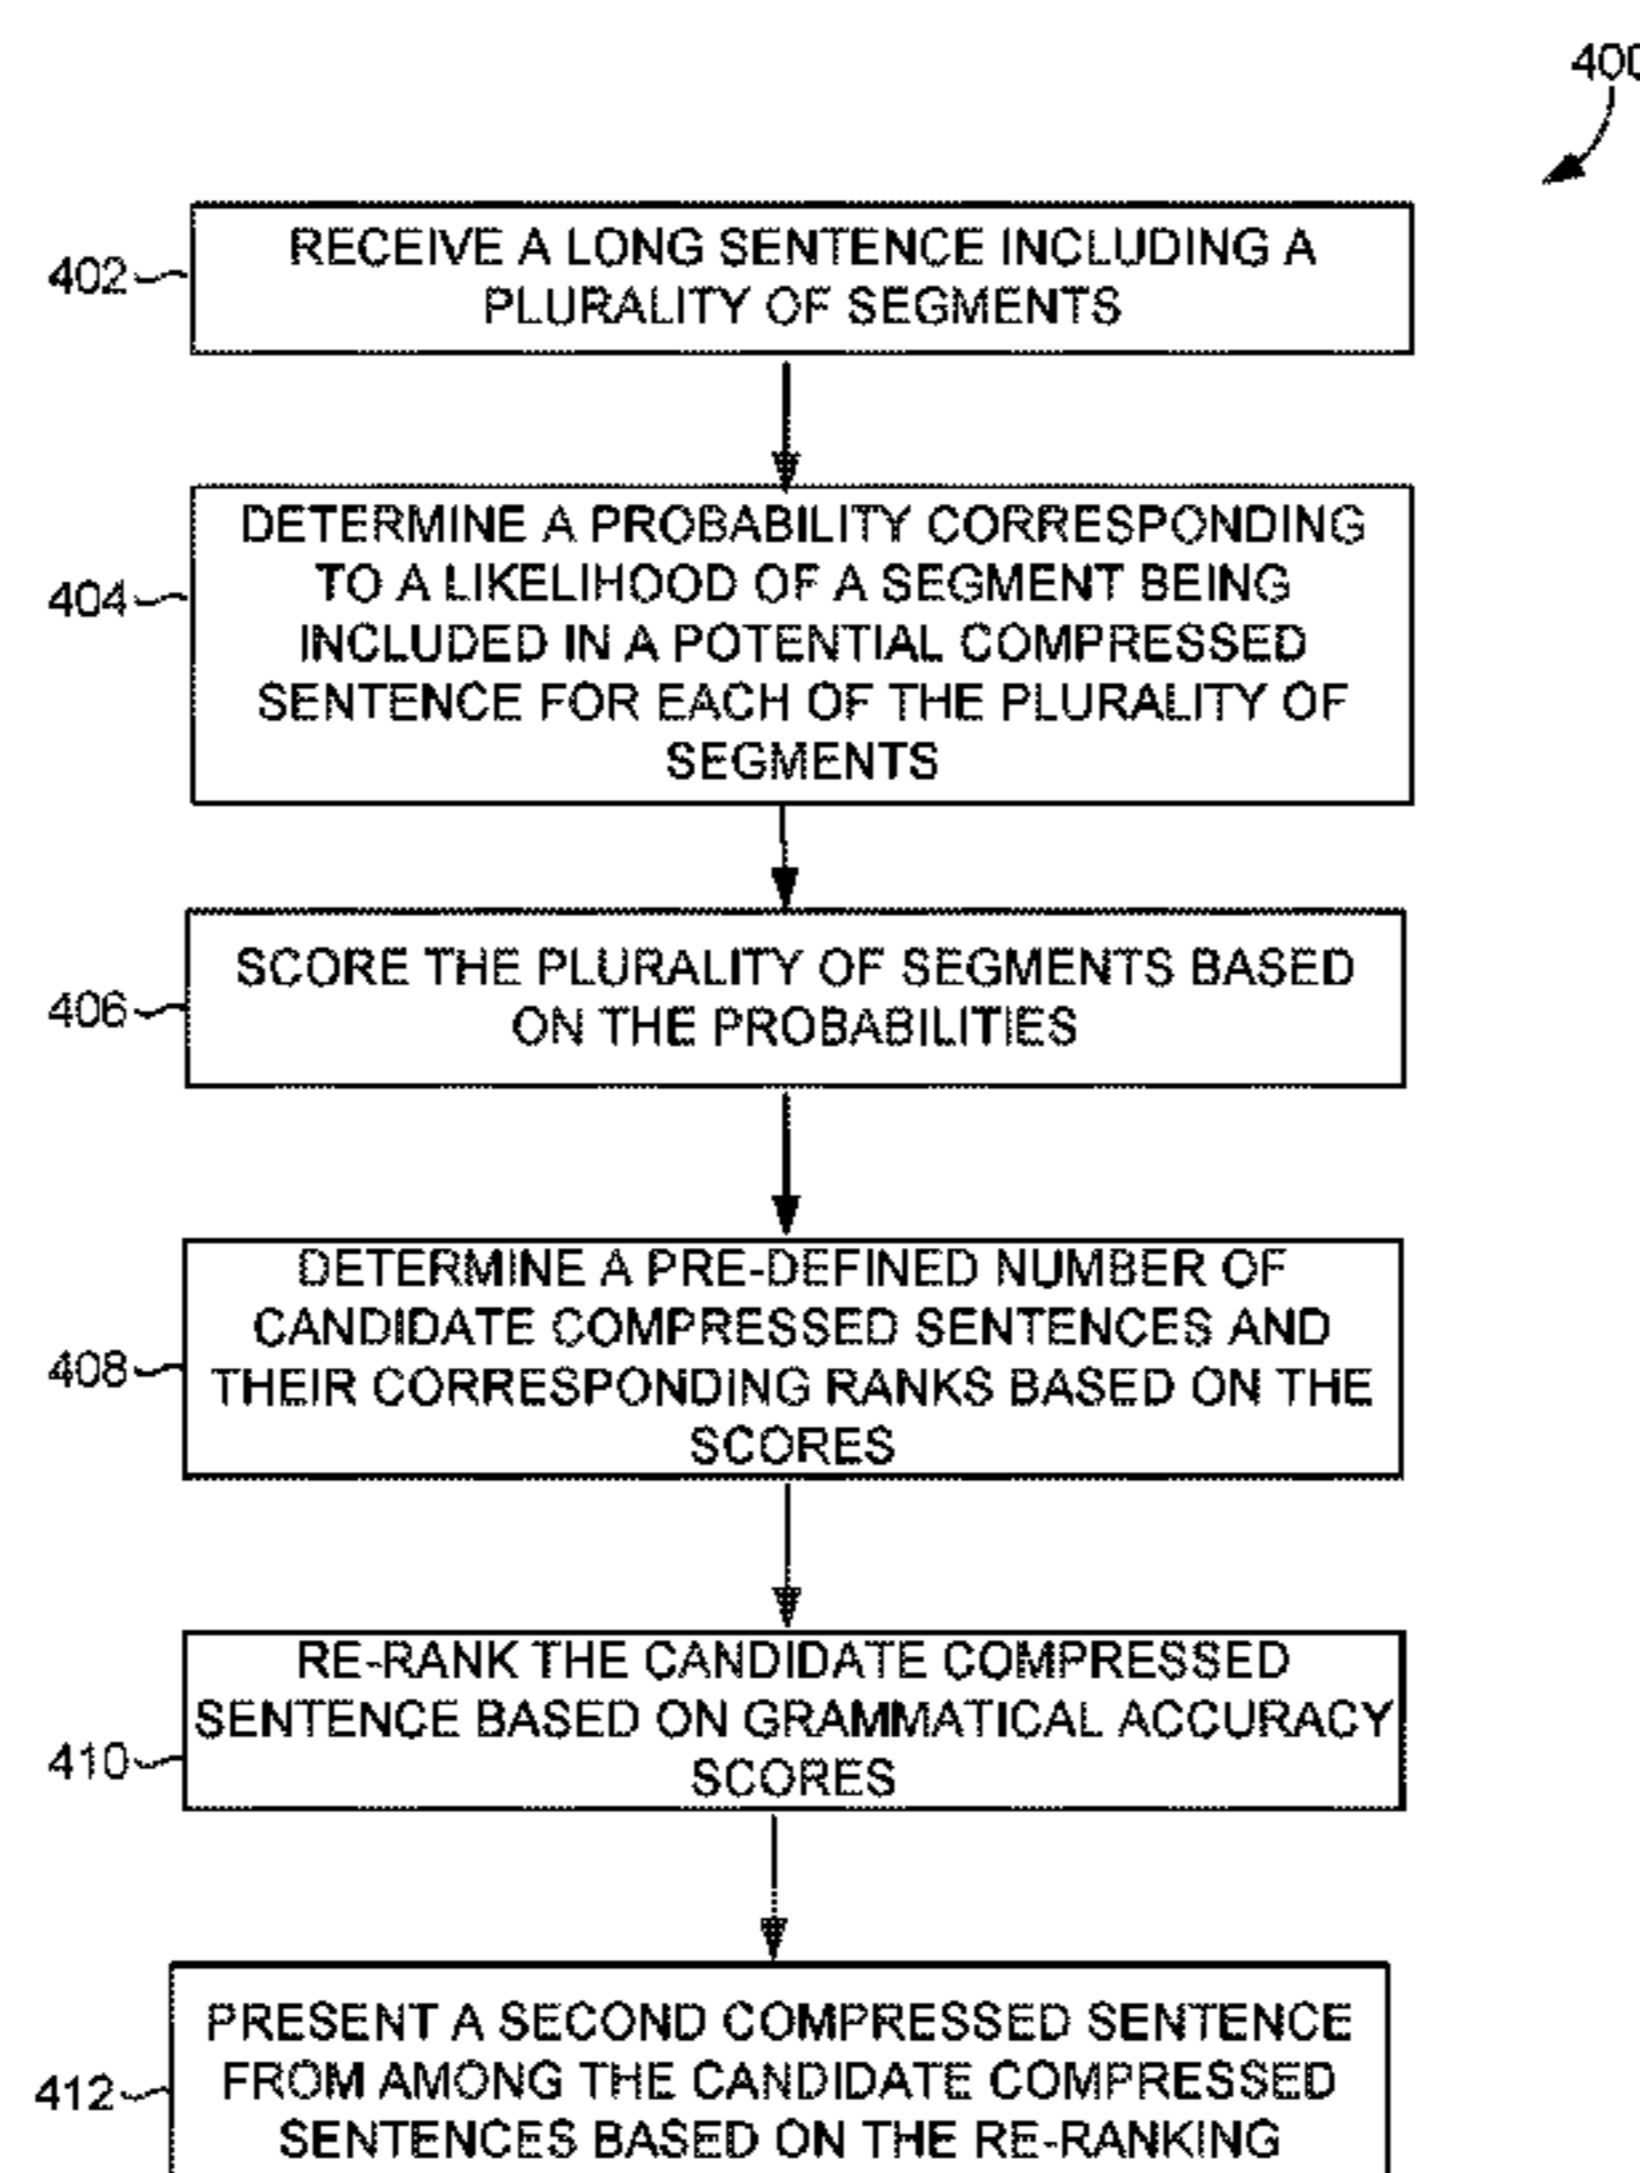 400
402
RECEIVE A LONG SENTENCE INCLUDING A
PLURALITY OF SEGMENTS
404
DETERMINE A PROBABILITY CORRESPONDING
TO A LIKELIHOOD OF A SEGMENT BEING
INCLUDED IN A POTENTIAL COMPRESSED
SENTENCE FOR EACH OF THE PLURALITY OF
SEGMENTS
406
SCORE THE PLURALITY OF SEGMENTS BASED
ON THE PROBABILITIES
408
DETERMINE A PRE-DEFINED NUMBER OF
CANDIDATE COMPRESSED SENTENCES AND
THEIR CORRESPONDING RANKS BASED ON THE
SCORES
410
RE-RANK THE CANDIDATE COMPRESSED
SENTENCE BASED ON GRAMMATICAL ACCURACY
SCORES
412
PRESENT A SECOND COMPRESSED SENTENCE
FROM AMONG THE CANDIDATE COMPRESSED
SENTENCES BASED ON THE RE-RANKING